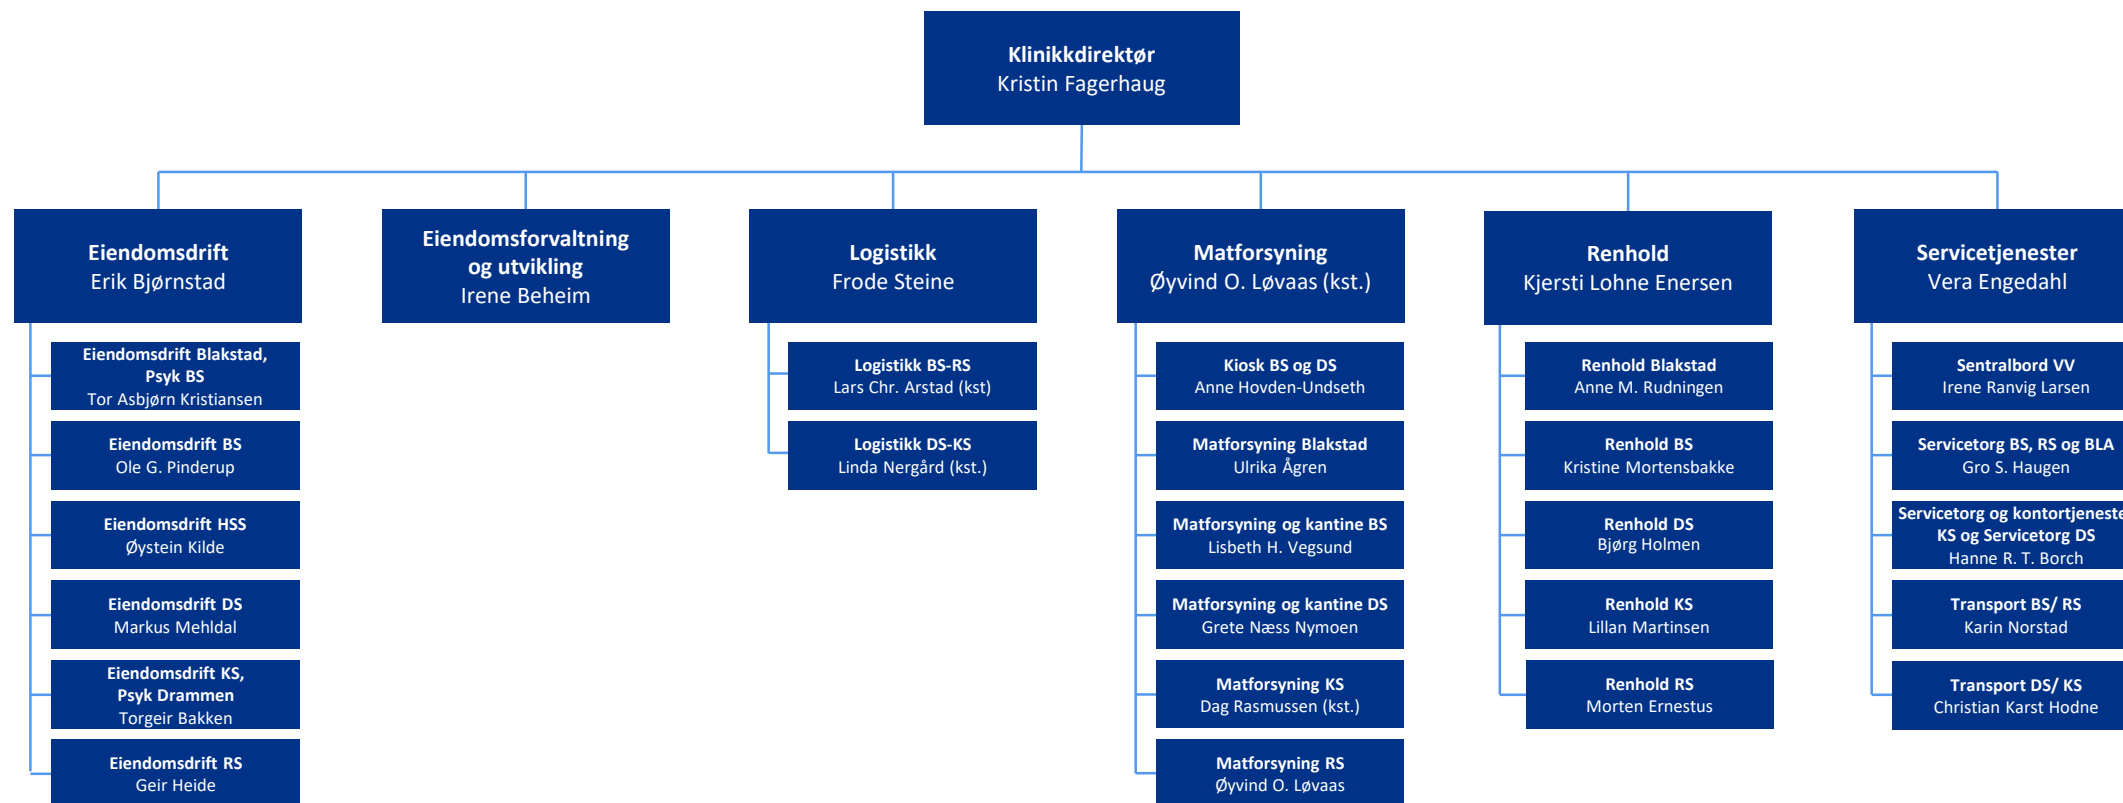 Klinikkdirektør
Kristin Fagerhaug
Eiendomsdrift
Erik Bjørnstad
Eiendomsforvaltning
og utvikling
Irene Beheim
Logistikk
Frode Steine
Matforsyning
Øyvind O. Løvaas (kst.)
Renhold
Kjersti Lohne Enersen
Servicetjenester
Vera Engedahl
Eiendomsdrift Blakstad,
Psyk BS
Tor Asbjørn Kristiansen
Eiendomsdrift BS
Ole G. Pinderup
Eiendomsdrift HSS
Øystein Kilde
Eiendomsdrift DS
Markus Mehldal
Eiendomsdrift KS,
Psyk Drammen
Torgeir Bakken
Eiendomsdrift RS
Geir Heide
Logistikk BS-RS
Lars Chr. Arstad (kst)
Logistikk DS-KS
Linda Nergård (kst.)
Kiosk BS og DS
Anne Hovden-Undseth
Matforsyning Blakstad
Ulrika Ågren
Matforsyning og kantine BS
Lisbeth H. Vegsund
Matforsyning og kantine DS
Grete Næss Nymoen
Matforsyning KS
Dag Rasmussen (kst.)
Matforsyning RS
Øyvind O. Løvaas
Renhold Blakstad
Anne M. Rudningen
Renhold BS
Kristine Mortensbakke
Renhold DS
Bjørg Holmen
Renhold KS
Lillan Martinsen
Renhold RS
Morten Ernestus
Sentralbord VV
Irene Ranvig Larsen
Servicetorg BS, RS og BLA
Gro S. Haugen
Servicetorg og kontortjeneste
KS og Servicetorg DS
Hanne R. T. Borch
Transport BS/ RS
Karin Norstad
Transport DS/ KS
Christian Karst Hodne